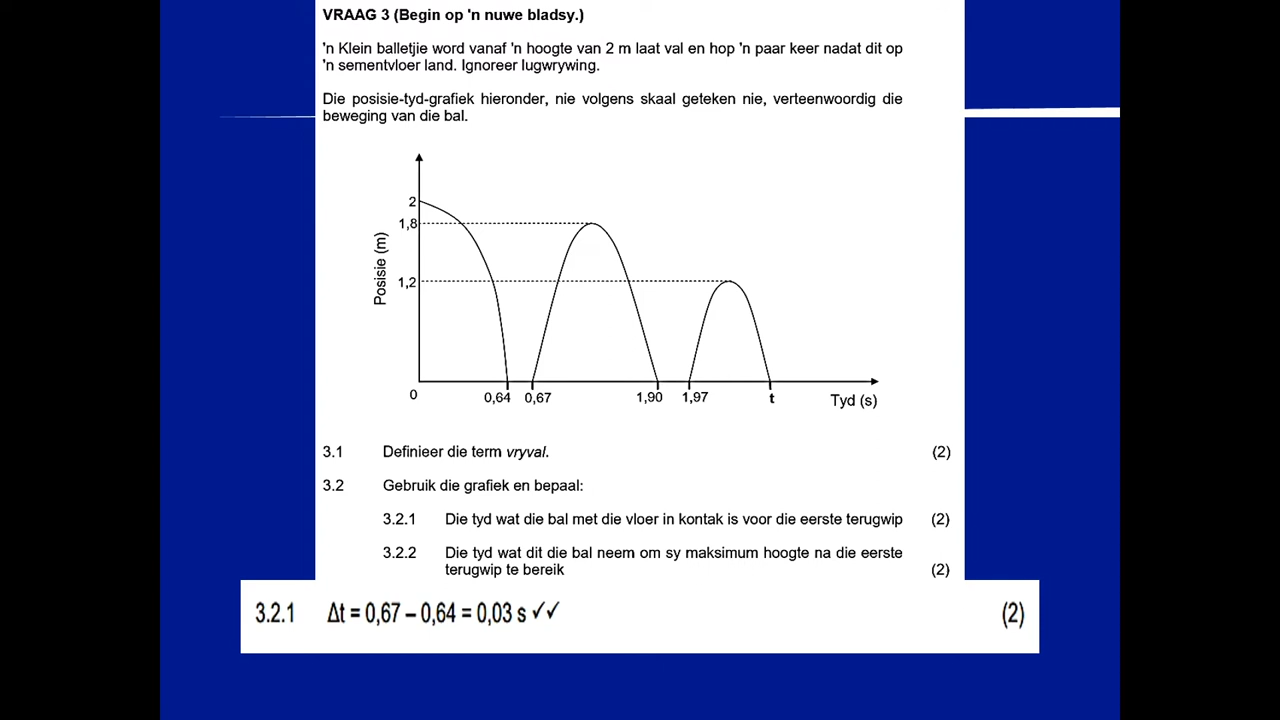 VRAAG 3 (Begin op 'n nuwe bladsy.)
'n Klein balletjie word vanaf 'n hoogte van 2 m laat val en hop 'n paar keer nadat dit op
'n sementvloer land. Ignoreer lugwrywing.
Die posisie-tyd-grafiek hieronder, nie volgens skaal geteken nie, verteenwoordig die
beweging van die bal.
2
1,8
1,2
Posisie (m)
0
0,64 0,67 1,90 1,97 t
Tyd (s)
3.1 Definieer die term vryval. (2)
3.2 Gebruik die grafiek en bepaal:
3.2.1 Die tyd wat die bal met die vloer in kontak is voor die eerste terugwip (2)
3.2.2 Die tyd wat dit die bal neem om sy maksimum hoogte na die eerste
terugwip te bereik (2)
3.2.1 Δt = 0,67 – 0,64 = 0,03 s ✓✓ (2)